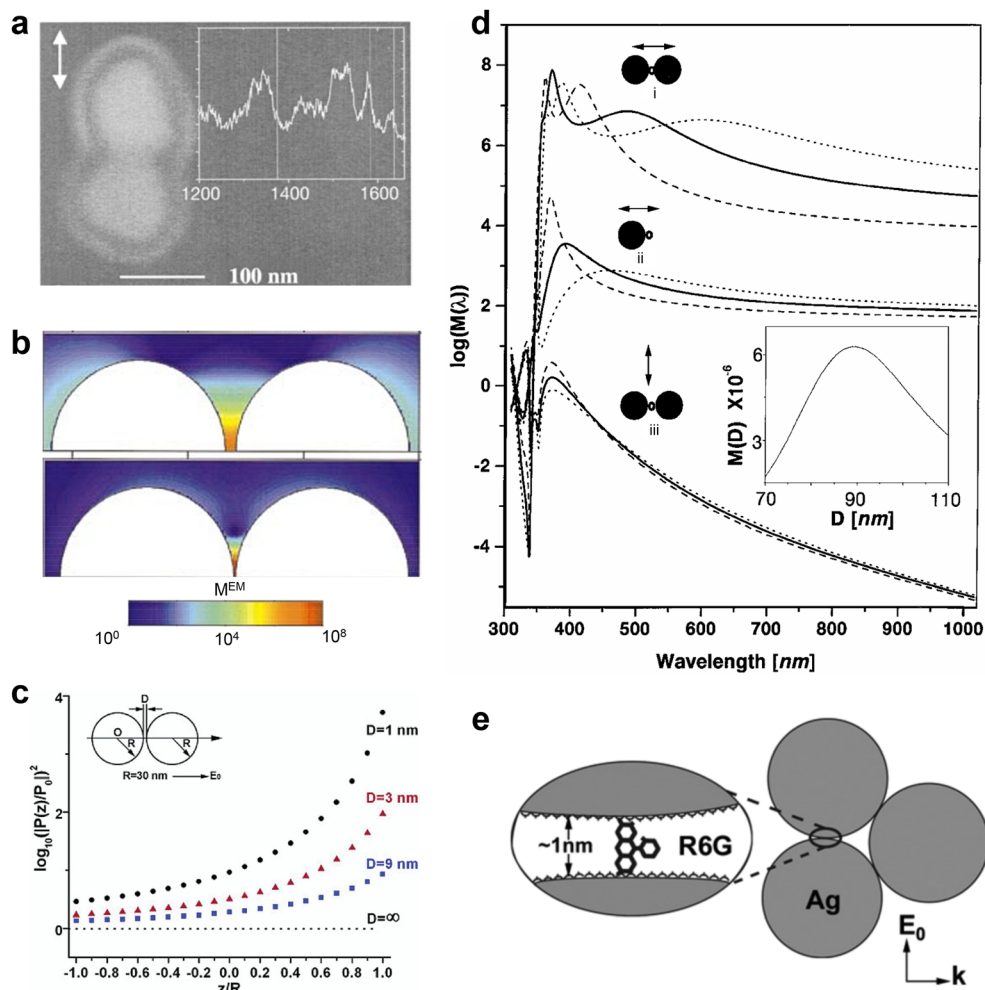 a
1200
1400
1600
100 nm
b
M^EM
10^0
10^4
10^8
c
4
2
0
log10(|P(z)/P0|)^2
D
O
R
R
R=30 nm
E0
D=1 nm
D=3 nm
D=9 nm
D=∞
-1.0 -0.8 -0.6 -0.4 -0.2 0.0 0.2 0.4 0.6 0.8 1.0
z/R
d
8
6
4
2
0
-2
-4
log(M(λ))
i
ii
iii
6
3
M(D) X10^-6
70 90 110
D [nm]
300 400 500 600 700 800 900 1000
Wavelength [nm]
e
~1nm
R6G
Ag
E0
k